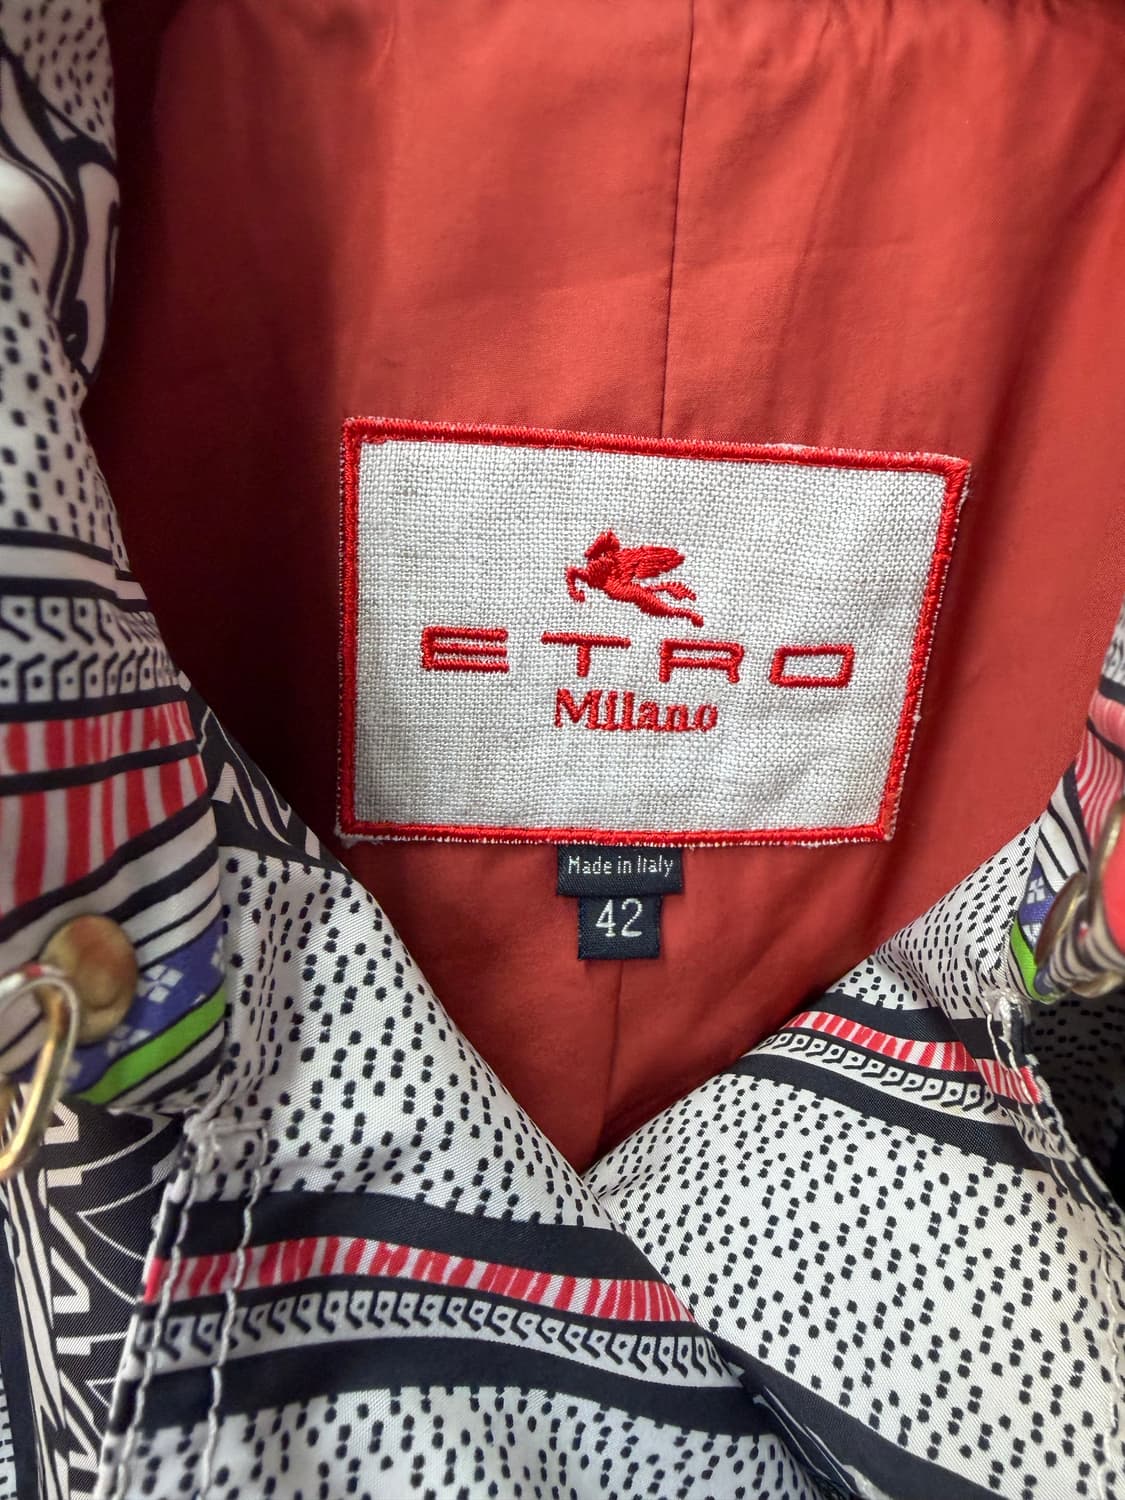 ETRO
Milano
Made in Italy
42